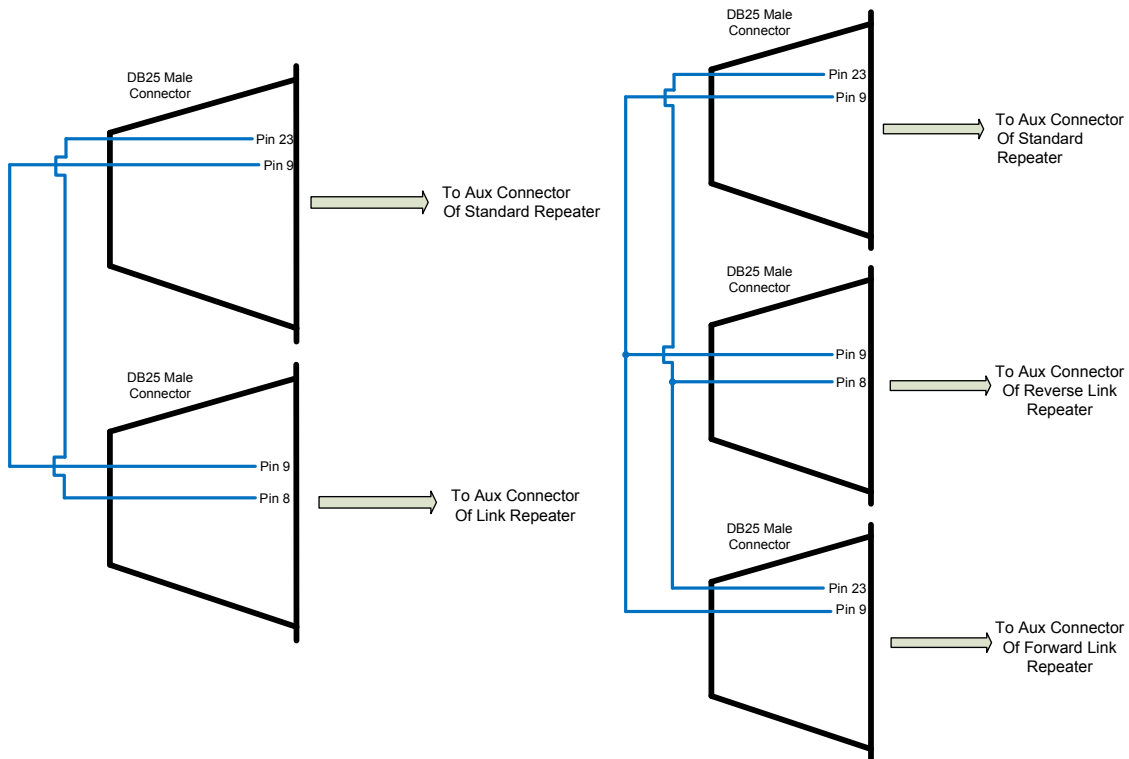 DB25 Male
Connector
Pin 23
Pin 9
To Aux Connector
Of Standard Repeater
DB25 Male
Connector
Pin 9
Pin 8
To Aux Connector
Of Link Repeater
DB25 Male
Connector
Pin 23
Pin 9
To Aux Connector
Of Standard
Repeater
DB25 Male
Connector
Pin 9
Pin 8
To Aux Connector
Of Reverse Link
Repeater
DB25 Male
Connector
Pin 23
Pin 9
To Aux Connector
Of Forward Link
Repeater